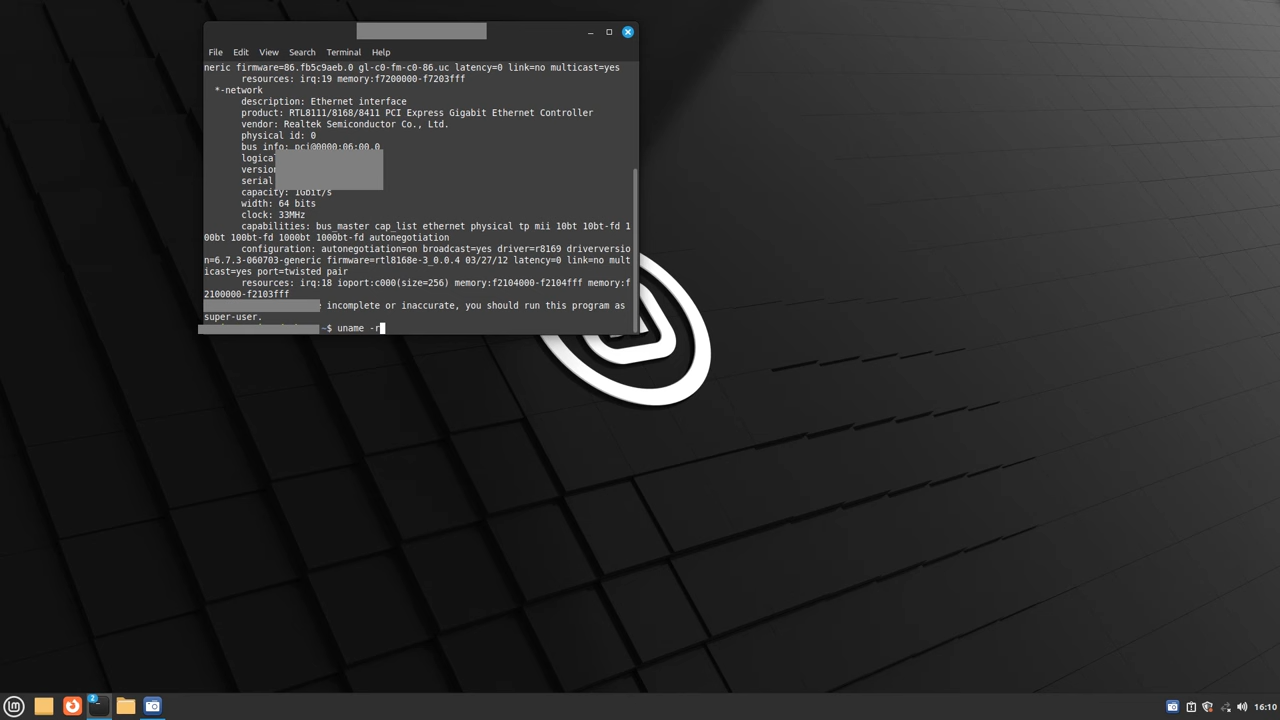 File Edit View Search Terminal Help
neric firmware=86.fb5c9aeb.0 gl-c0-fm-c0-86.uc latency=0 link=no multicast=yes
resources: irq:19 memory:f7200000-f7203fff
*-network
description: Ethernet interface
product: RTL8111/8168/8411 PCI Express Gigabit Ethernet Controller
vendor: Realtek Semiconductor Co., Ltd.
physical id: 0
bus info: pci@0000:06:00.0
logica
version
serial
capacity: 1Gbit/s
width: 64 bits
clock: 33MHz
capabilities: bus_master cap_list ethernet physical tp mii 10bt 10bt-fd 1
00bt 100bt-fd 1000bt 1000bt-fd autonegotiation
configuration: autonegotiation=on broadcast=yes driver=r8169 driverversio
n=6.7.3-060703-generic firmware=rtl8168e-3_0.0.4 03/27/12 latency=0 link=no mult
icast=yes port=twisted pair
resources: irq:18 ioport:c000(size=256) memory:f2104000-f2104fff memory:f
2100000-f2103fff
incomplete or inaccurate, you should run this program as
super-user.
~$ uname -r
2
16:10